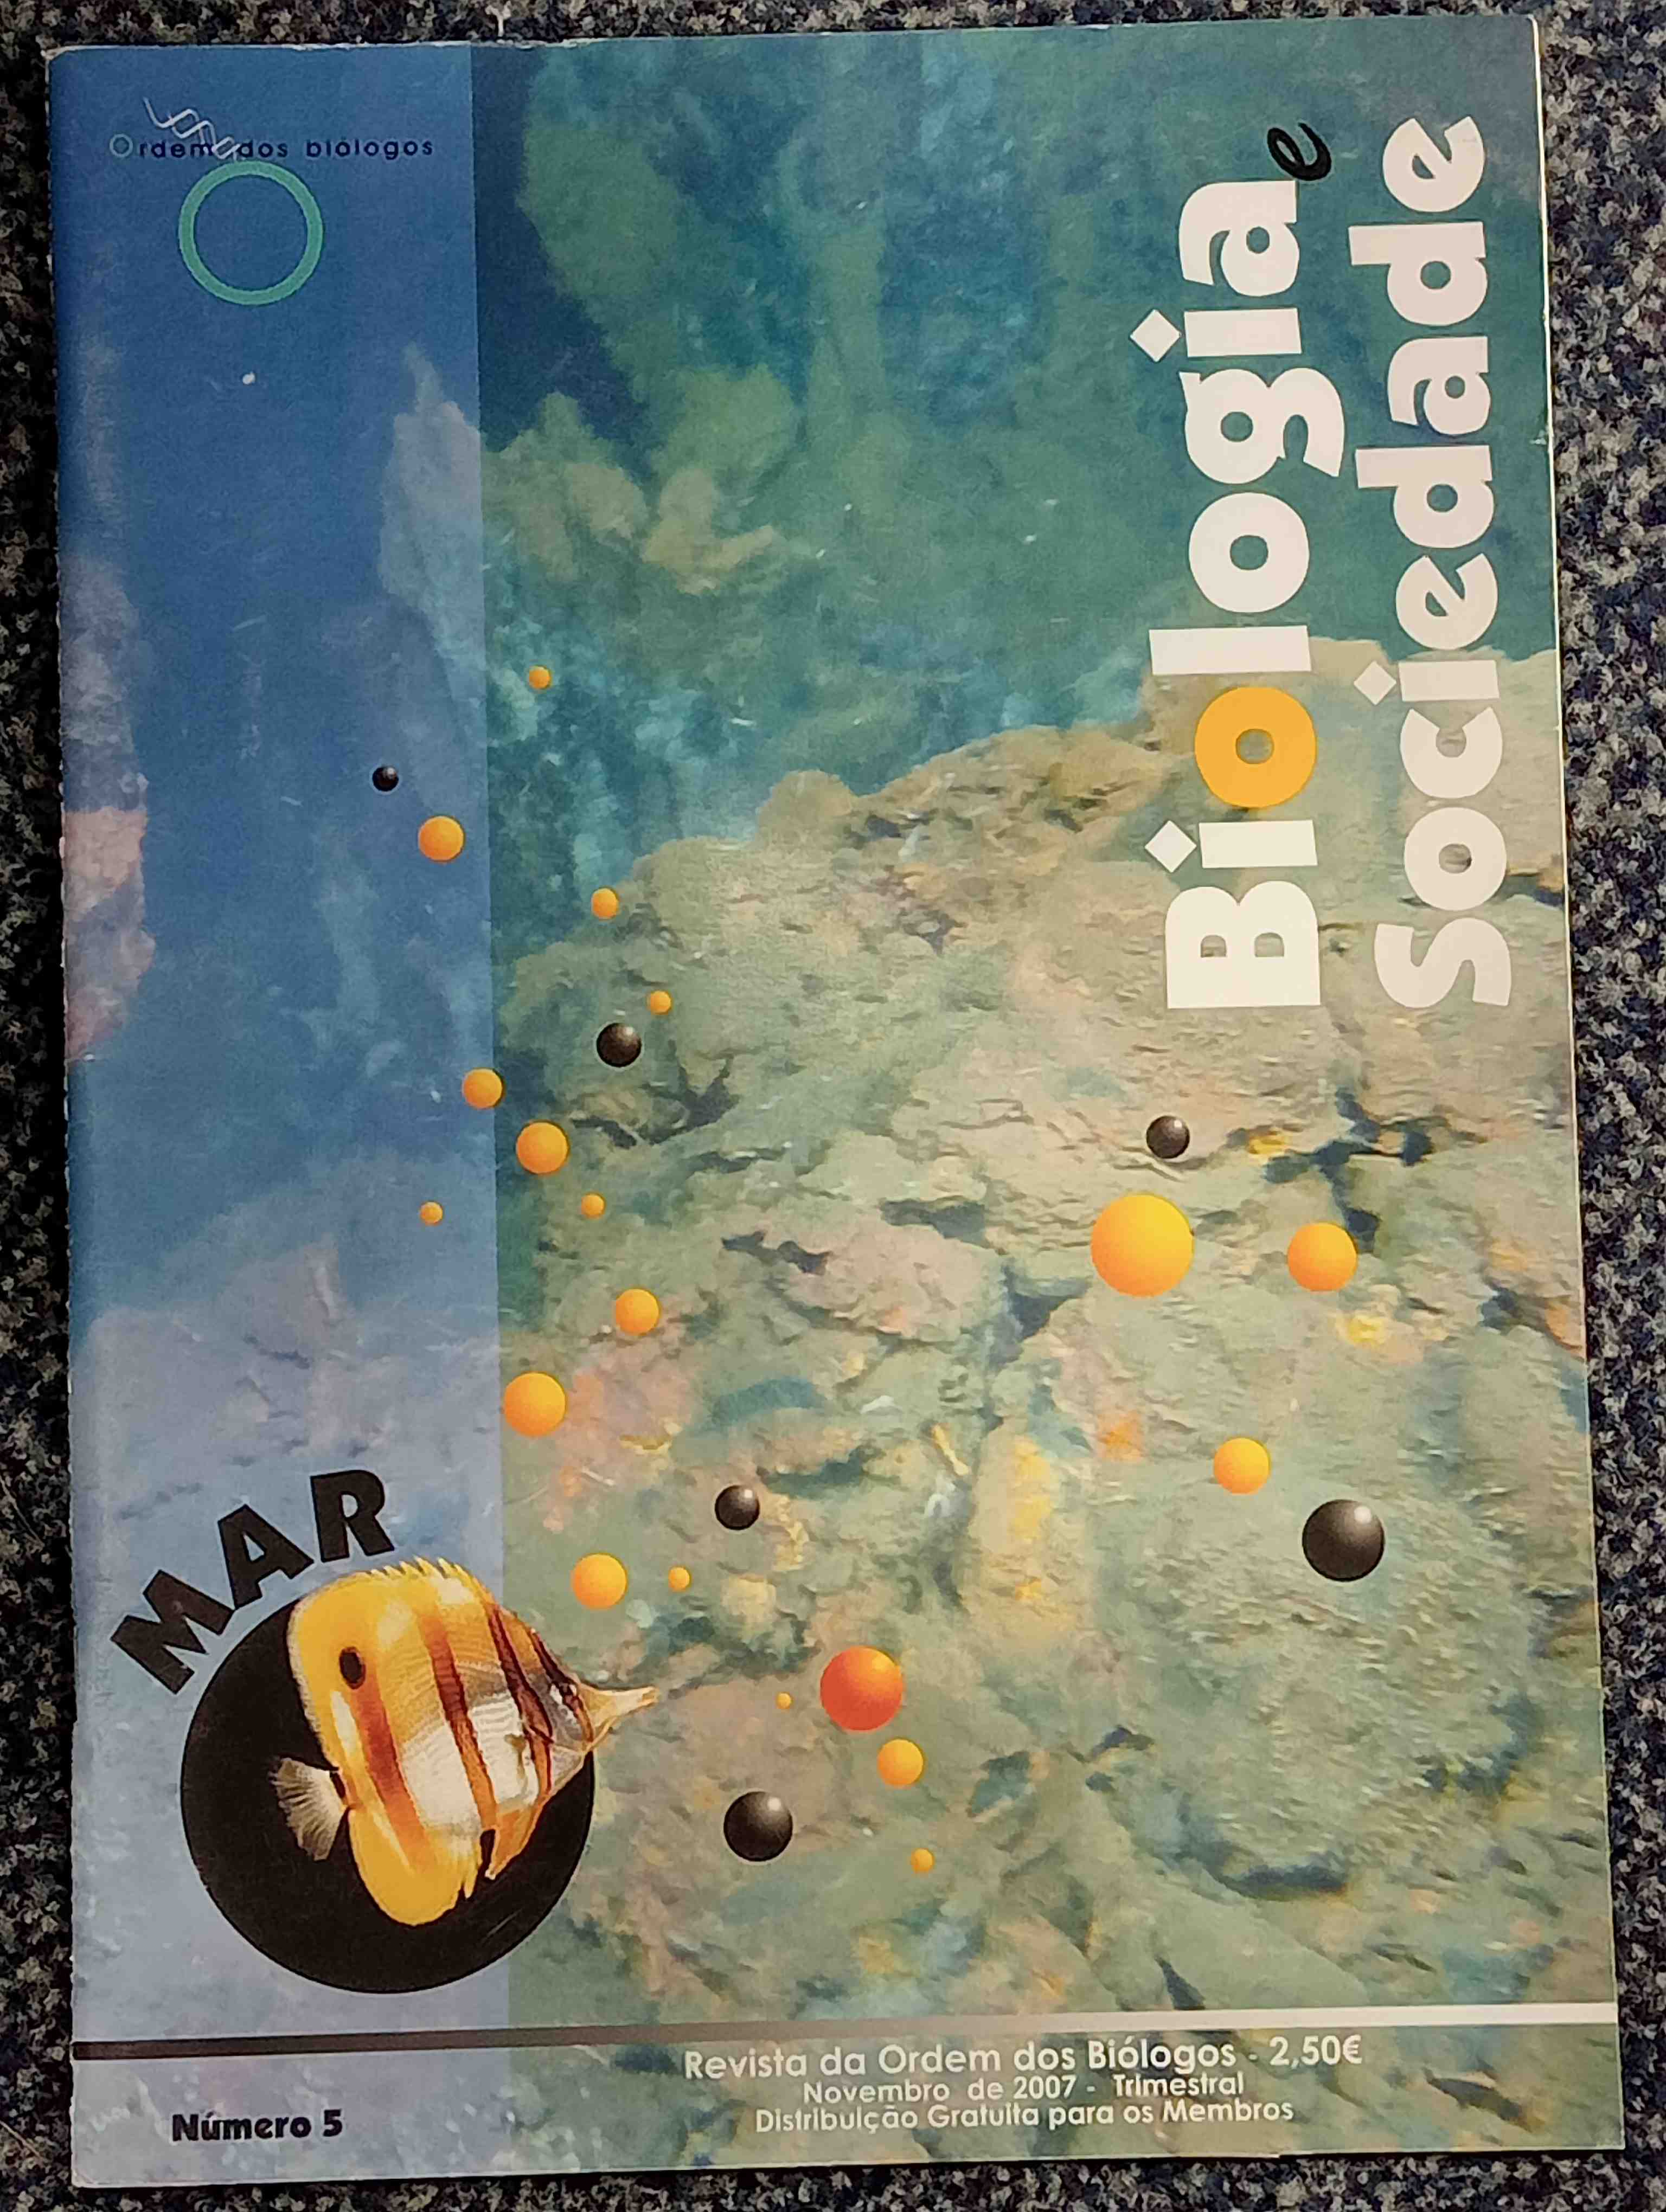 Ordem dos biólogos
Biologia e
Sociedade
MAR
Revista da Ordem dos Biólogos - 2,50€
Novembro de 2007 - Trimestral
Distribuição Gratuita para os Membros
Número 5